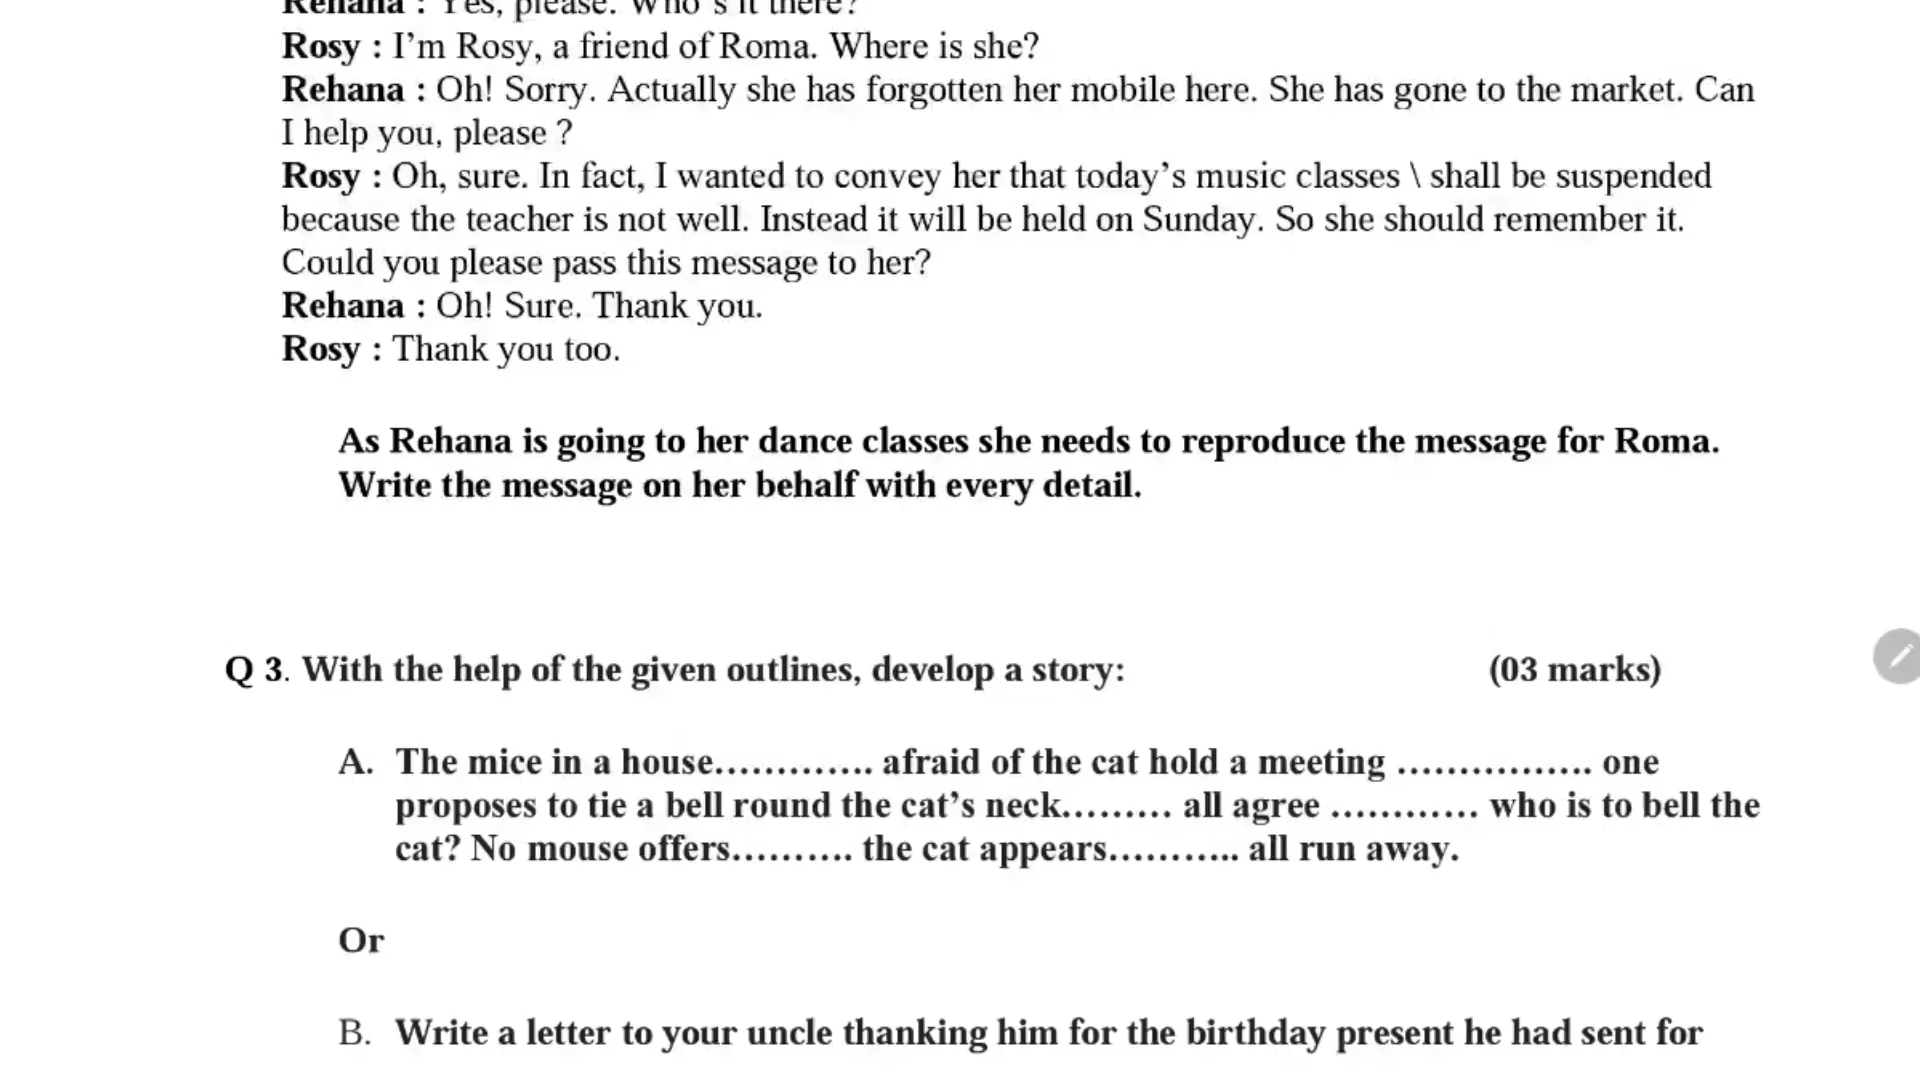 Rehana : Yes, please. Who's it there?
Rosy : I'm Rosy, a friend of Roma. Where is she?
Rehana : Oh! Sorry. Actually she has forgotten her mobile here. She has gone to the market. Can
I help you, please ?
Rosy : Oh, sure. In fact, I wanted to convey her that today's music classes \ shall be suspended
because the teacher is not well. Instead it will be held on Sunday. So she should remember it.
Could you please pass this message to her?
Rehana : Oh! Sure. Thank you.
Rosy : Thank you too.
As Rehana is going to her dance classes she needs to reproduce the message for Roma.
Write the message on her behalf with every detail.
Q 3. With the help of the given outlines, develop a story: (03 marks)
A. The mice in a house............. afraid of the cat hold a meeting ................ one
proposes to tie a bell round the cat's neck......... all agree ............ who is to bell the
cat? No mouse offers.......... the cat appears........... all run away.
Or
B. Write a letter to your uncle thanking him for the birthday present he had sent for